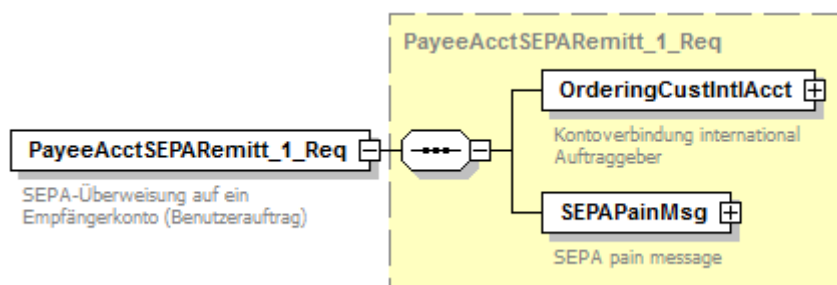 PayeeAcctSEPARemitt_1_Req
OrderingCustIntlAcct
Kontoverbindung international
Auftraggeber
PayeeAcctSEPARemitt_1_Req
SEPA-Überweisung auf ein
Empfängerkonto (Benutzerauftrag)
SEPAPainMsg
SEPA pain message